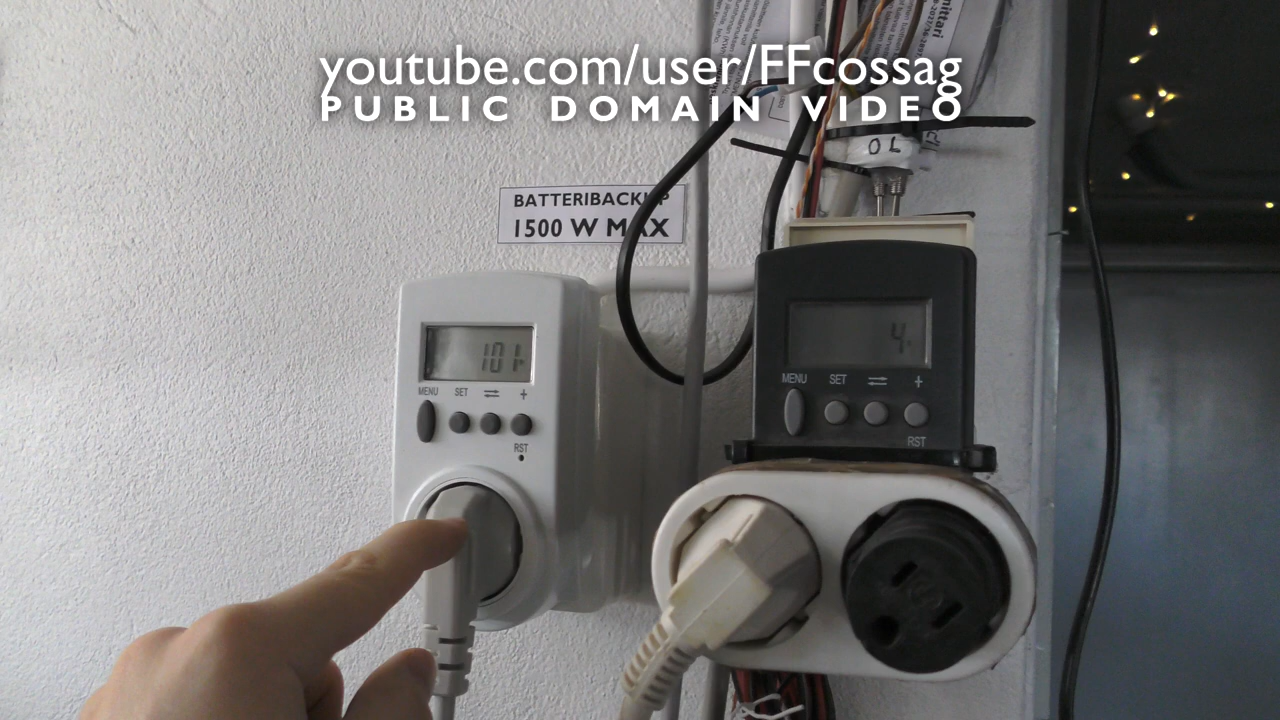 youtube.com/user/FFcossag
PUBLIC DOMAIN VIDEO
mittari
OL
BATTERIBACKUP
1500 W MAX
101
4
MENU SET +
RST
MENU SET +
RST